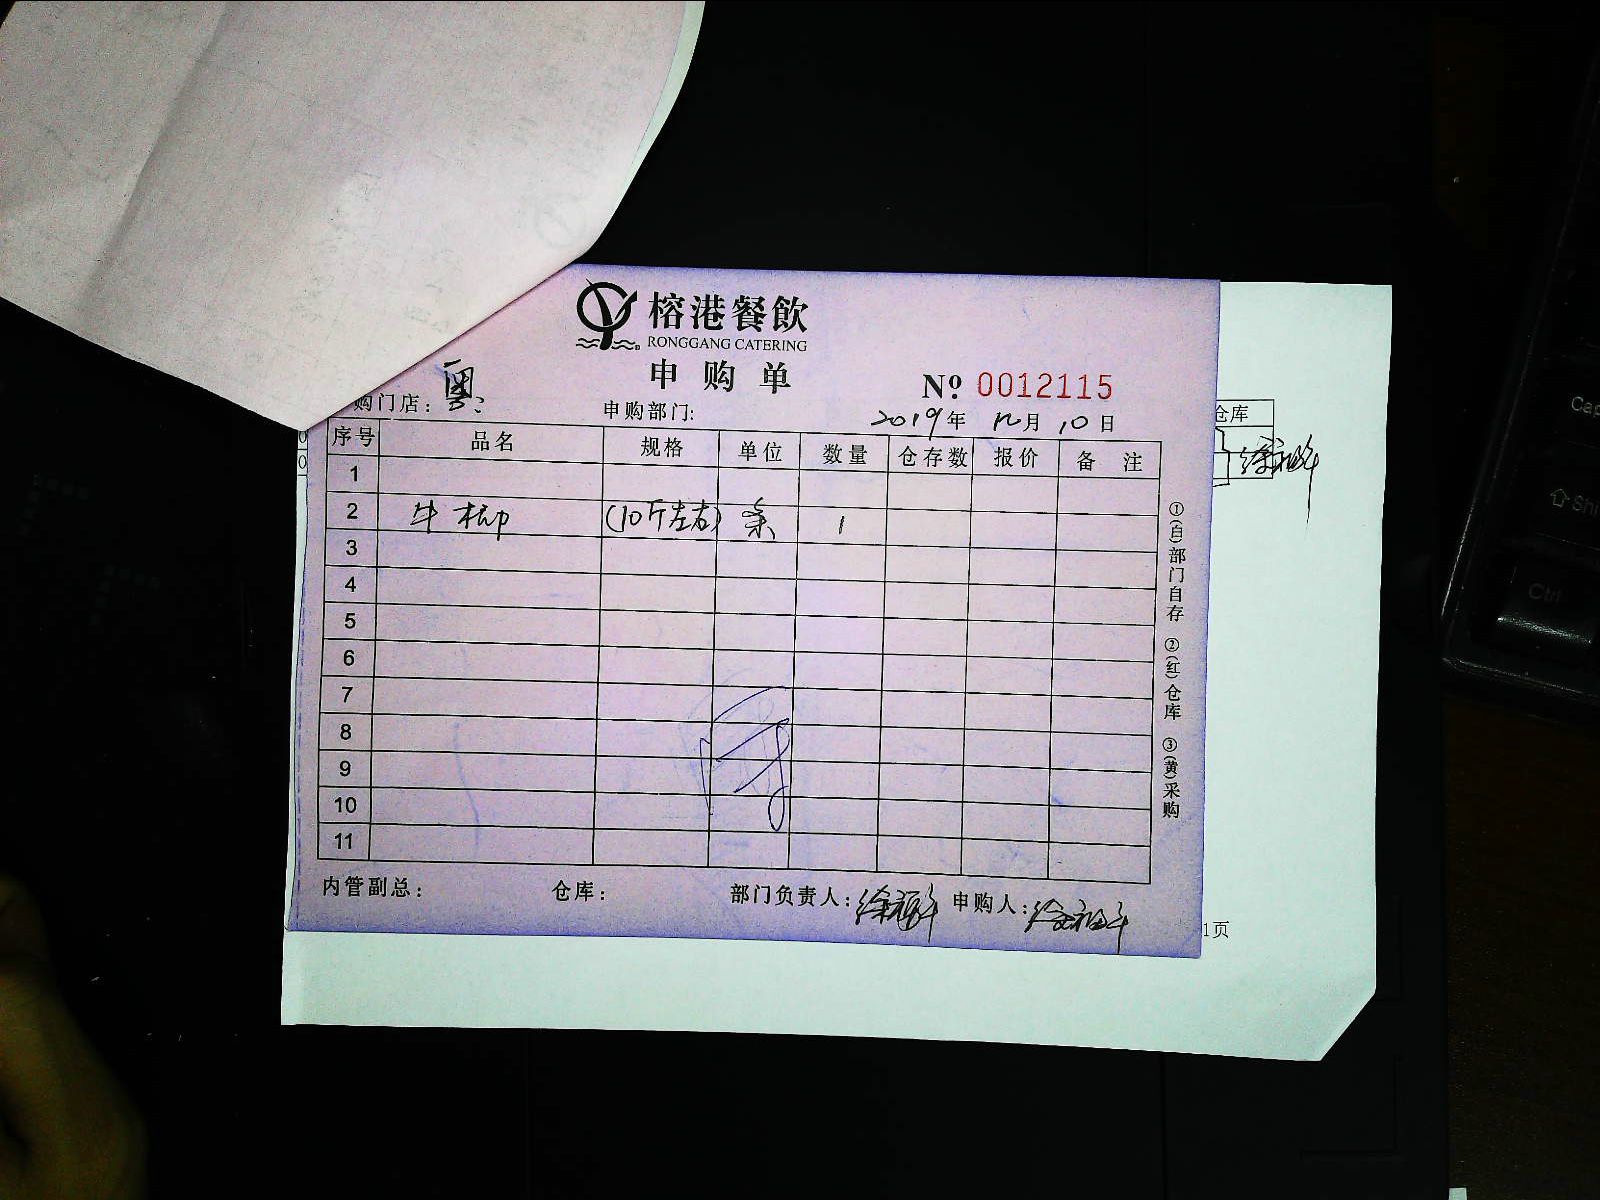 榕港餐飲
RONGGANG CATERING
申购单
№ 0012115
购门店：粤
申购部门：
2019年 12月 10日
序号 品名 规格 单位 数量 仓存数 报价 备注
1
2 牛柳 (10斤左右) 条 1
3
4
5
6
7
8
9
10
11
内管副总： 仓库： 部门负责人： 申购人：
①(白)部门自存 ②(红)仓库 ③(黄)采购
仓库
1页
Ctrl